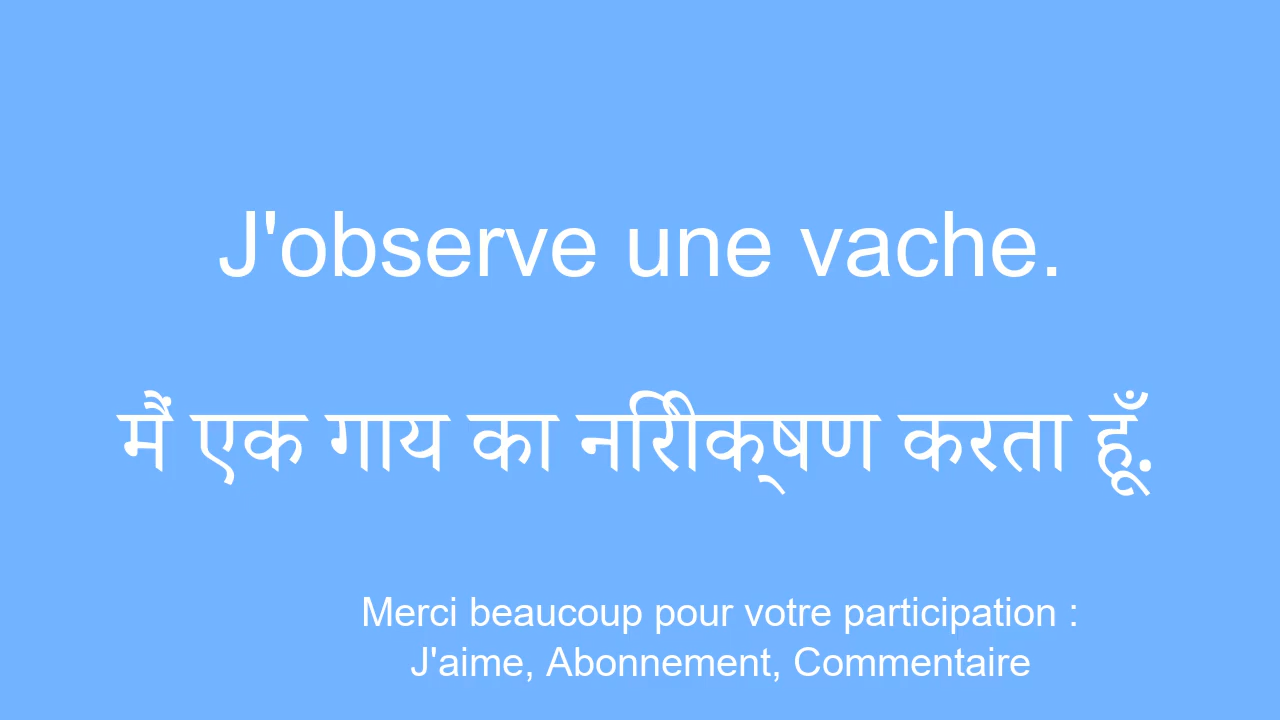 J'observe une vache.
मैं एक गाय का निरीक्षण करता हूँ.
Merci beaucoup pour votre participation :
J'aime, Abonnement, Commentaire